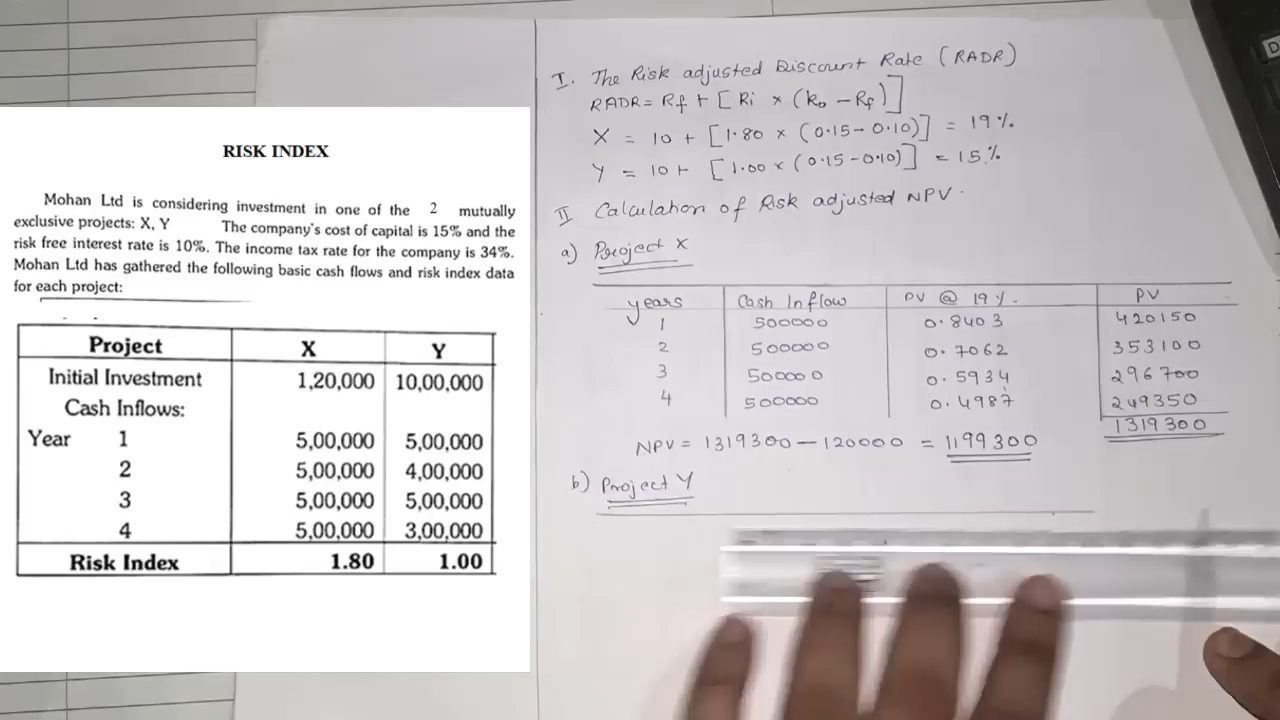 RISK INDEX
Mohan Ltd is considering investment in one of the 2 mutually
exclusive projects: X, Y The company's cost of capital is 15% and the
risk free interest rate is 10%. The income tax rate for the company is 34%.
Mohan Ltd has gathered the following basic cash flows and risk index data
for each project:
Project X Y
Initial Investment 1,20,000 10,00,000
Cash Inflows:
Year 1 5,00,000 5,00,000
2 5,00,000 4,00,000
3 5,00,000 5,00,000
4 5,00,000 3,00,000
Risk Index 1.80 1.00
I. The Risk adjusted Discount Rate (RADR)
RADR = Rf + [Ri × (ko - Rf)]
X = 10 + [1.80 × (0.15 - 0.10)] = 19%
Y = 10 + [1.00 × (0.15 - 0.10)] = 15%
II Calculation of Risk adjusted NPV.
a) Project X
years Cash Inflow PV @ 19%. PV
1 500000 0.8403 420150
2 500000 0.7062 353100
3 500000 0.5934 296700
4 500000 0.4987 249350
1319300
NPV = 1319300 - 120000 = 1199300
b) Project Y
D